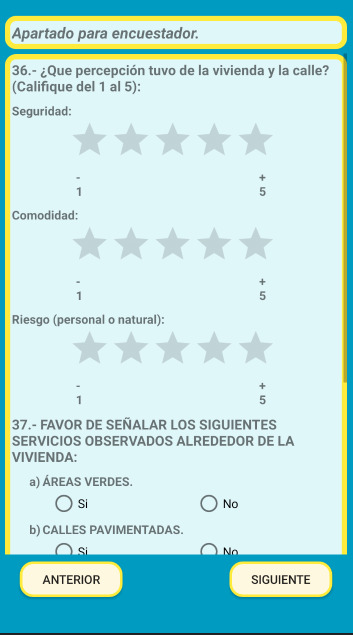 Apartado para encuestador.
36.- ¿Que percepción tuvo de la vivienda y la calle?
(Califique del 1 al 5):
Seguridad:
- +
1 5
Comodidad:
- +
1 5
Riesgo (personal o natural):
- +
1 5
37.- FAVOR DE SEÑALAR LOS SIGUIENTES
SERVICIOS OBSERVADOS ALREDEDOR DE LA
VIVIENDA:
a) ÁREAS VERDES.
Si No
b) CALLES PAVIMENTADAS.
Si No
ANTERIOR SIGUIENTE